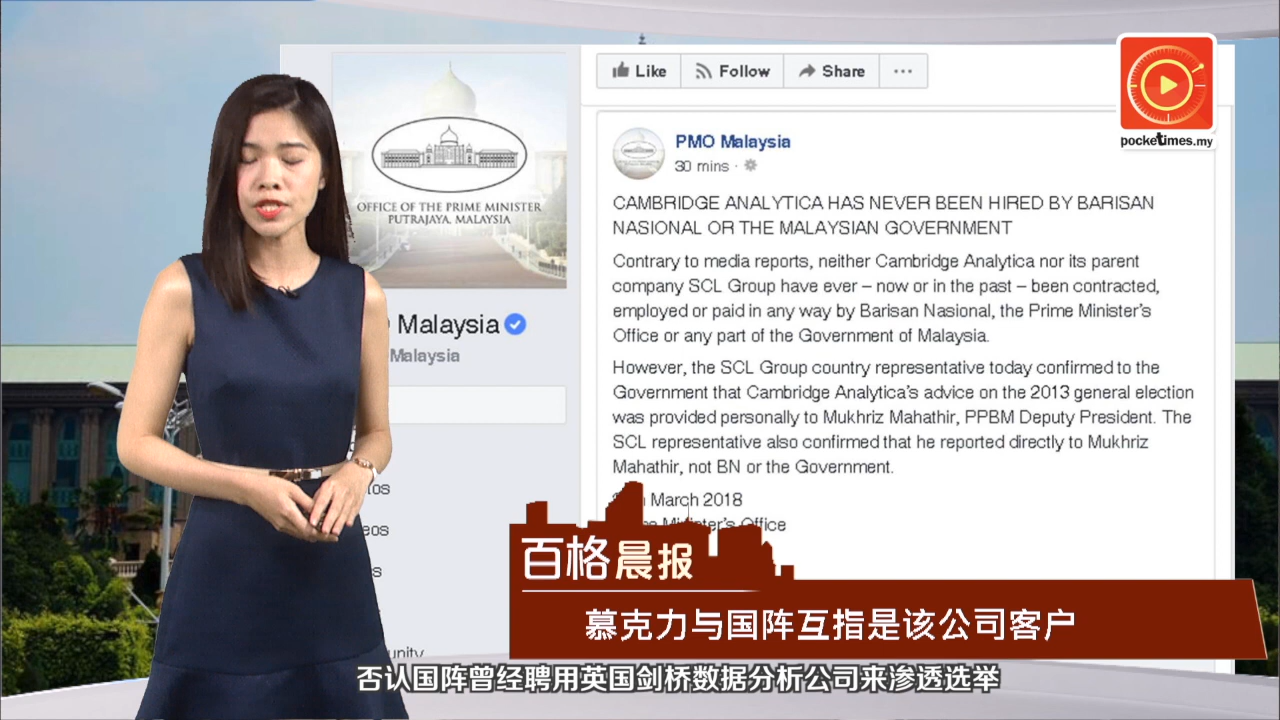 Like
Follow
Share
pocketimes.my
OFFICE OF THE PRIME MINISTER
PUTRAJAYA, MALAYSIA
Malaysia
Malaysia
PMO Malaysia
30 mins ·
CAMBRIDGE ANALYTICA HAS NEVER BEEN HIRED BY BARISAN
NASIONAL OR THE MALAYSIAN GOVERNMENT
Contrary to media reports, neither Cambridge Analytica nor its parent
company SCL Group have ever – now or in the past – been contracted,
employed or paid in any way by Barisan Nasional, the Prime Minister's
Office or any part of the Government of Malaysia.
However, the SCL Group country representative today confirmed to the
Government that Cambridge Analytica's advice on the 2013 general election
was provided personally to Mukhriz Mahathir, PPBM Deputy President. The
SCL representative also confirmed that he reported directly to Mukhriz
Mahathir, not BN or the Government.
March 2018
Office
百格晨报
慕克力与国阵互指是该公司客户
否认国阵曾经聘用英国剑桥数据分析公司来渗透选举